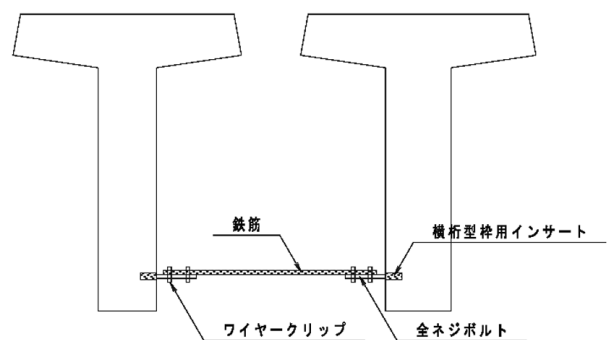 鉄筋
横桁型枠用インサート
ワイヤークリップ
全ネジボルト